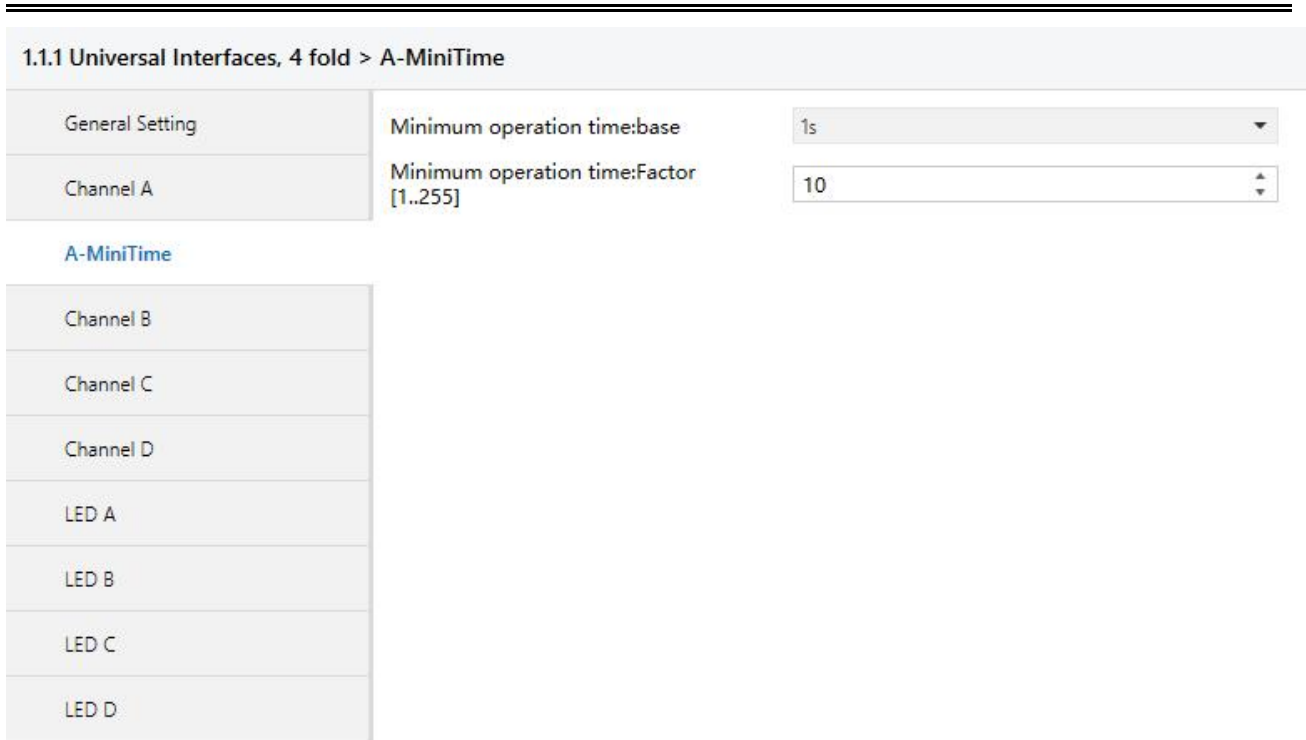 1.1.1 Universal Interfaces, 4 fold > A-MiniTime
General Setting
Minimum operation time:base
1s
Channel A
Minimum operation time:Factor
[1..255]
10
A-MiniTime
Channel B
Channel C
Channel D
LED A
LED B
LED C
LED D